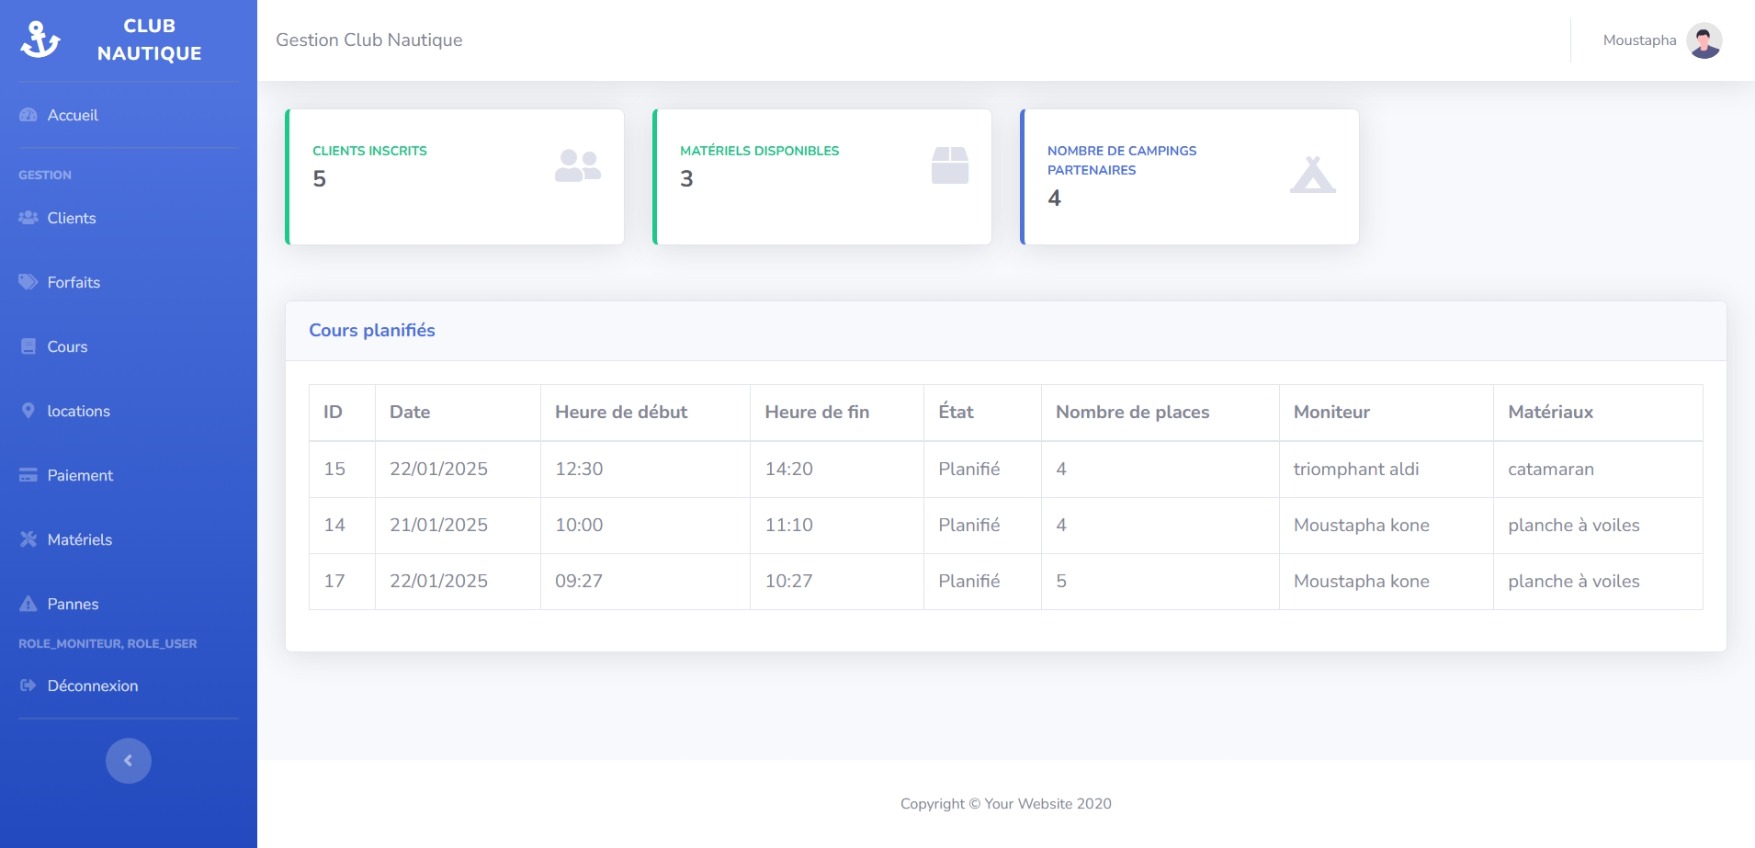 CLUB
NAUTIQUE
Accueil
GESTION
Clients
Forfaits
Cours
locations
Paiement
Matériels
Pannes
ROLE_MONITEUR, ROLE_USER
Déconnexion
Gestion Club Nautique
Moustapha
CLIENTS INSCRITS
5
MATÉRIELS DISPONIBLES
3
NOMBRE DE CAMPINGS
PARTENAIRES
4
Cours planifiés
ID Date Heure de début Heure de fin État Nombre de places Moniteur Matériaux
15 22/01/2025 12:30 14:20 Planifié 4 triomphant aldi catamaran
14 21/01/2025 10:00 11:10 Planifié 4 Moustapha kone planche à voiles
17 22/01/2025 09:27 10:27 Planifié 5 Moustapha kone planche à voiles
Copyright © Your Website 2020